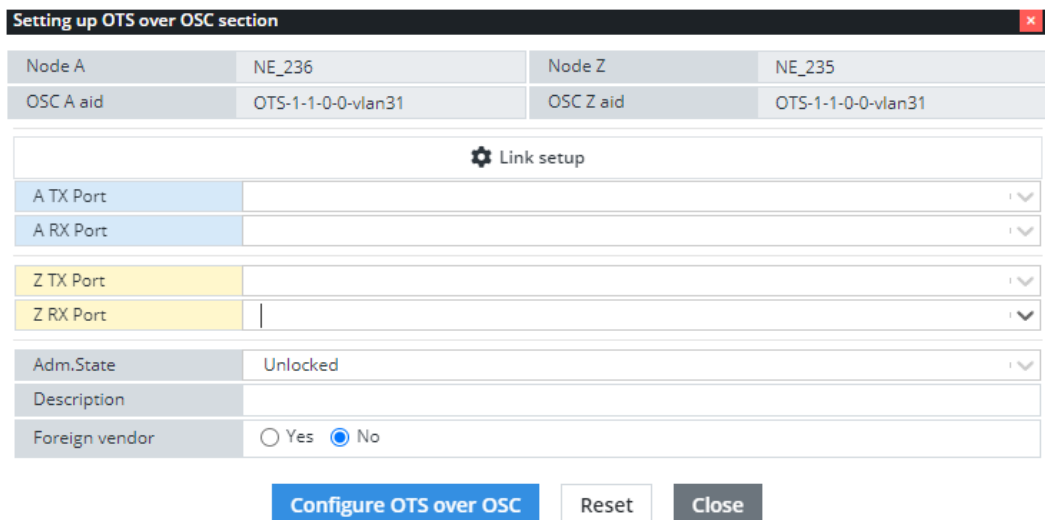 Setting up OTS over OSC section
Node A NE_236 Node Z NE_235
OSC A aid OTS-1-1-0-0-vlan31 OSC Z aid OTS-1-1-0-0-vlan31
Link setup
A TX Port
A RX Port
Z TX Port
Z RX Port
Adm.State Unlocked
Description
Foreign vendor Yes No
Configure OTS over OSC Reset Close